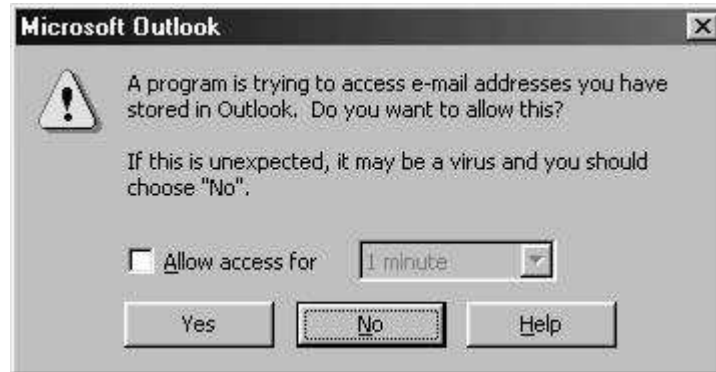 Microsoft Outlook
A program is trying to access e-mail addresses you have
stored in Outlook. Do you want to allow this?
If this is unexpected, it may be a virus and you should
choose "No".
Allow access for 1 minute
Yes No Help